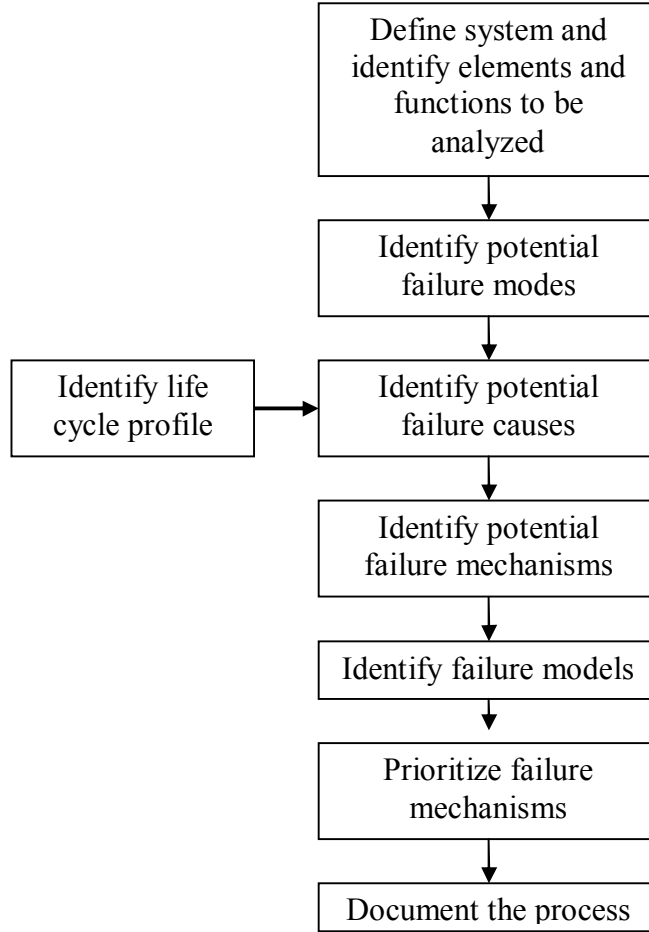 Define system and
identify elements and
functions to be
analyzed
Identify potential
failure modes
Identify life
cycle profile
Identify potential
failure causes
Identify potential
failure mechanisms
Identify failure models
Prioritize failure
mechanisms
Document the process